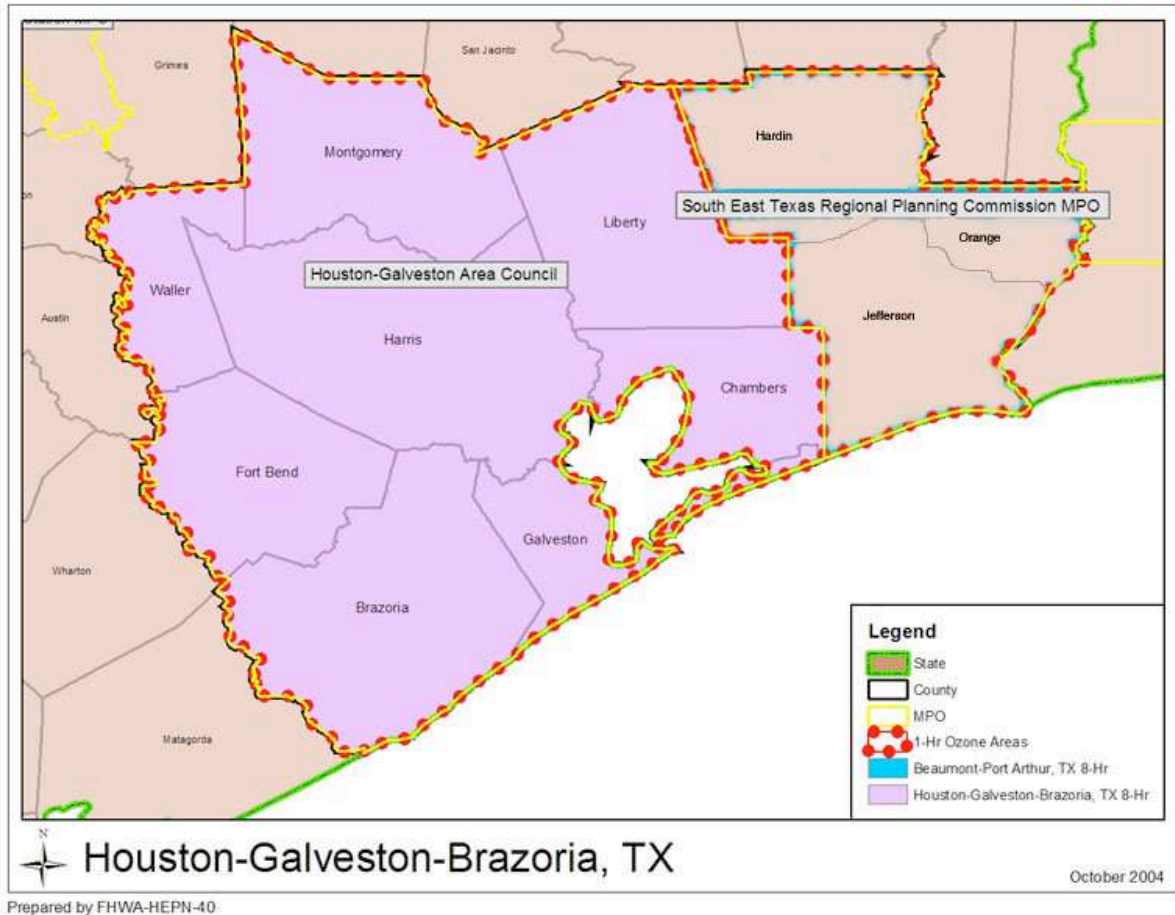 Station MPO
Grimes
San Jacinto
Montgomery
Hardin
Liberty
South East Texas Regional Planning Commission MPO
Orange
Houston-Galveston Area Council
Waller
Austin
Harris
Jefferson
Chambers
Fort Bend
Galveston
Wharton
Brazoria
Matagorda
Legend
State
County
MPO
1-Hr Ozone Areas
Beaumont-Port Arthur, TX 8-Hr
Houston-Galveston-Brazoria, TX 8-Hr
N
Houston-Galveston-Brazoria, TX
October 2004
Prepared by FHWA-HEPN-40